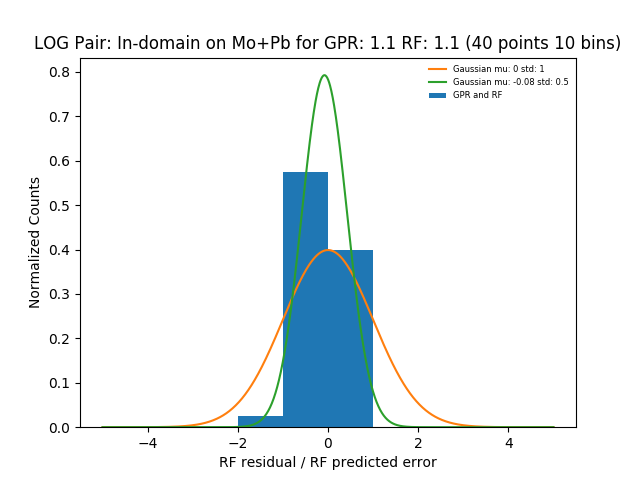 LOG Pair: In-domain on Mo+Pb for GPR: 1.1 RF: 1.1 (40 points 10 bins)
Gaussian mu: 0 std: 1
Gaussian mu: -0.08 std: 0.5
GPR and RF
Normalized Counts
0.8
0.7
0.6
0.5
0.4
0.3
0.2
0.1
0.0
−4 −2 0 2 4
RF residual / RF predicted error